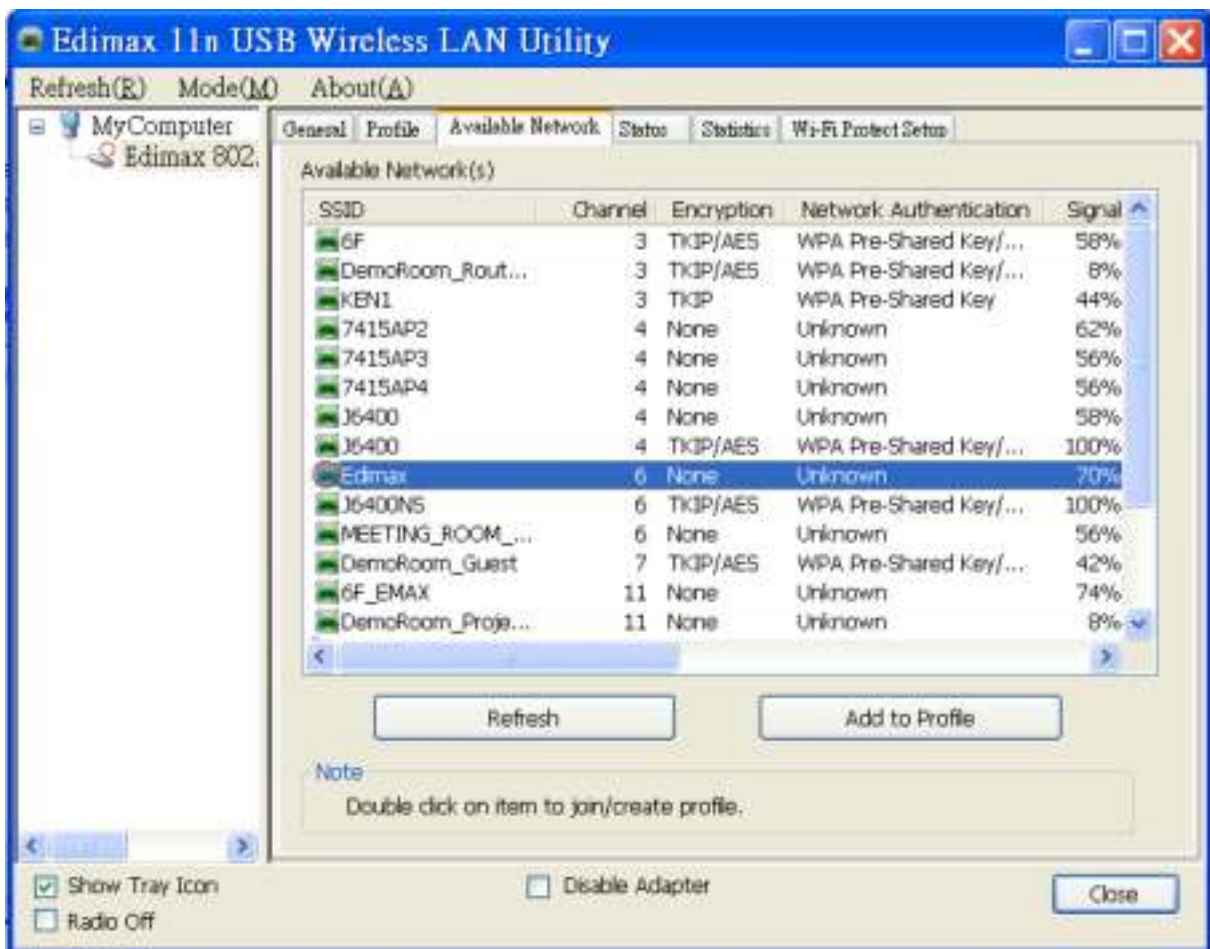 Edimax 11n USB Wireless LAN Utility
Refresh(R) Mode(M) About(A)
MyComputer
Edimax 802.
General Profile Available Network Status Statistics Wi-Fi Protect Setup
Available Network(s)
SSID Channel Encryption Network Authentication Signal
6F 3 TKIP/AES WPA Pre-Shared Key/... 58%
DemoRoom_Rout... 3 TKIP/AES WPA Pre-Shared Key/... 8%
KEN1 3 TKIP WPA Pre-Shared Key 44%
7415AP2 4 None Unknown 62%
7415AP3 4 None Unknown 56%
7415AP4 4 None Unknown 56%
J6400 4 None Unknown 58%
J6400 4 TKIP/AES WPA Pre-Shared Key/... 100%
Edimax 6 None Unknown 70%
J6400NS 6 TKIP/AES WPA Pre-Shared Key/... 100%
MEETING_ROOM_... 6 None Unknown 56%
DemoRoom_Guest 7 TKIP/AES WPA Pre-Shared Key/... 42%
6F_EMAX 11 None Unknown 74%
DemoRoom_Proje... 11 None Unknown 8%
Refresh Add to Profile
Note
Double click on item to join/create profile.
Show Tray Icon Disable Adapter Close
Radio Off